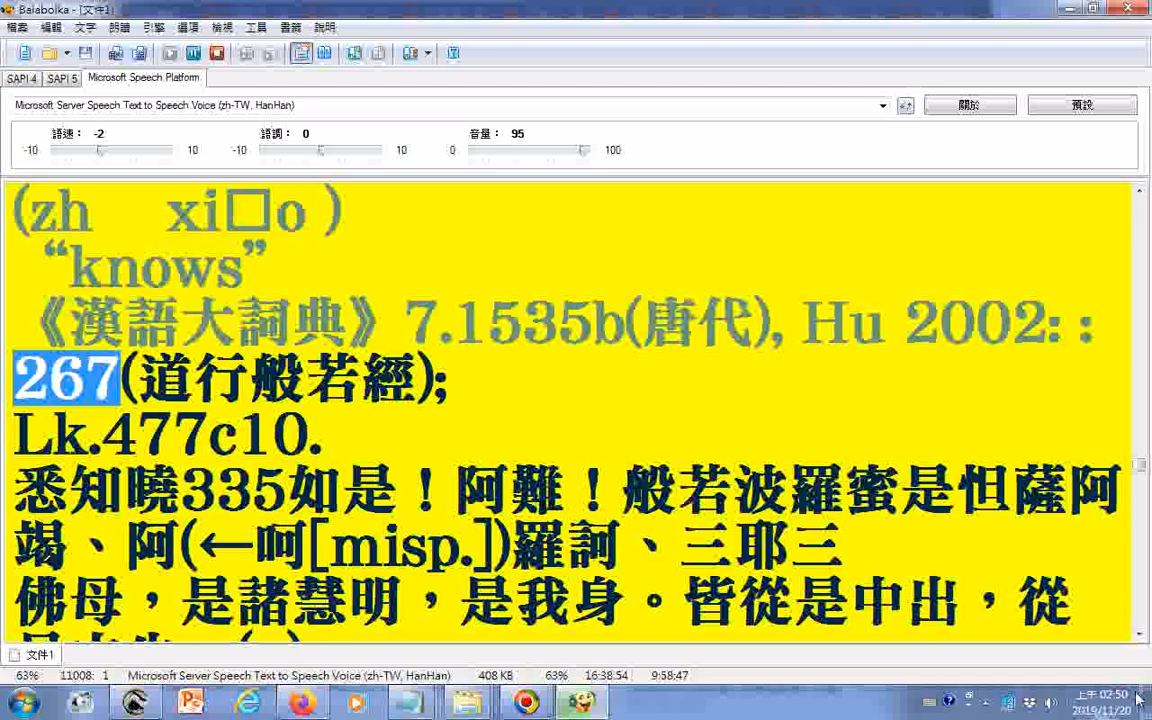 Balabolka - [文件1]
檔案 編輯 文字 朗讀 引擎 選項 檢視 工具 書籤 說明
SAPI 4 SAPI 5 Microsoft Speech Platform
Microsoft Server Speech Text to Speech Voice (zh-TW, HanHan) 關於 預設
語速： -2 語調： 0 音量： 95
-10 10 -10 10 0 100
(zh xi□o )
“knows”
《漢語大詞典》7.1535b(唐代), Hu 2002: :
267(道行般若經);
Lk.477c10.
悉知曉335如是！阿難！般若波羅蜜是怛薩阿
竭、阿(←呵[misp.])羅訶、三耶三
佛母，是諸慧明，是我身。皆從是中出，從
文件1
63% 11008: 1 Microsoft Server Speech Text to Speech Voice (zh-TW, HanHan) 408 KB 63% 16:38:54 9:58:47
上午 02:50
2019/11/20